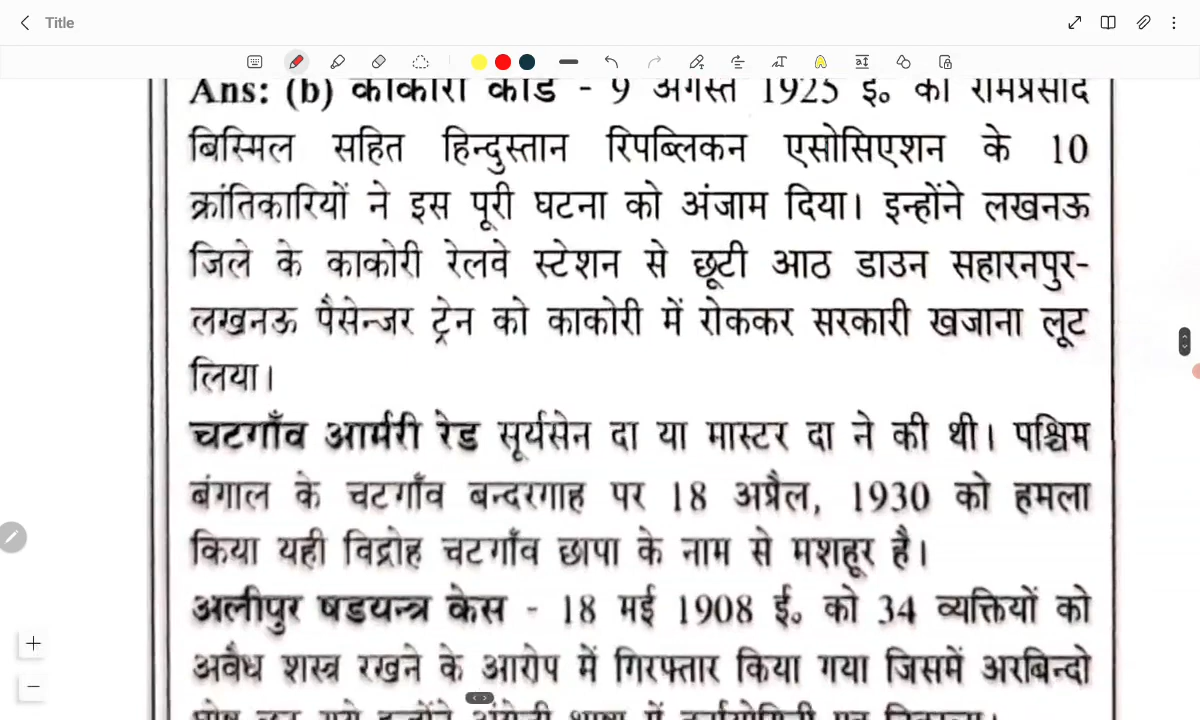 Title
Ans: (b) काकोरी कांड - 9 अगस्त 1925 ई० को रामप्रसाद
बिस्मिल सहित हिन्दुस्तान रिपब्लिकन एसोसिएशन के 10
क्रांतिकारियों ने इस पूरी घटना को अंजाम दिया। इन्होंने लखनऊ
जिले के काकोरी रेलवे स्टेशन से छूटी आठ डाउन सहारनपुर-
लखनऊ पैसेन्जर ट्रेन को काकोरी में रोककर सरकारी खजाना लूट
लिया।
चटगाँव आर्मरी रेड सूर्यसेन दा या मास्टर दा ने की थी। पश्चिम
बंगाल के चटगाँव बन्दरगाह पर 18 अप्रैल, 1930 को हमला
किया यही विद्रोह चटगाँव छापा के नाम से मशहूर है।
अलीपुर षडयन्त्र केस - 18 मई 1908 ई० को 34 व्यक्तियों को
अवैध शस्त्र रखने के आरोप में गिरफ्तार किया गया जिसमें अरबिन्दो